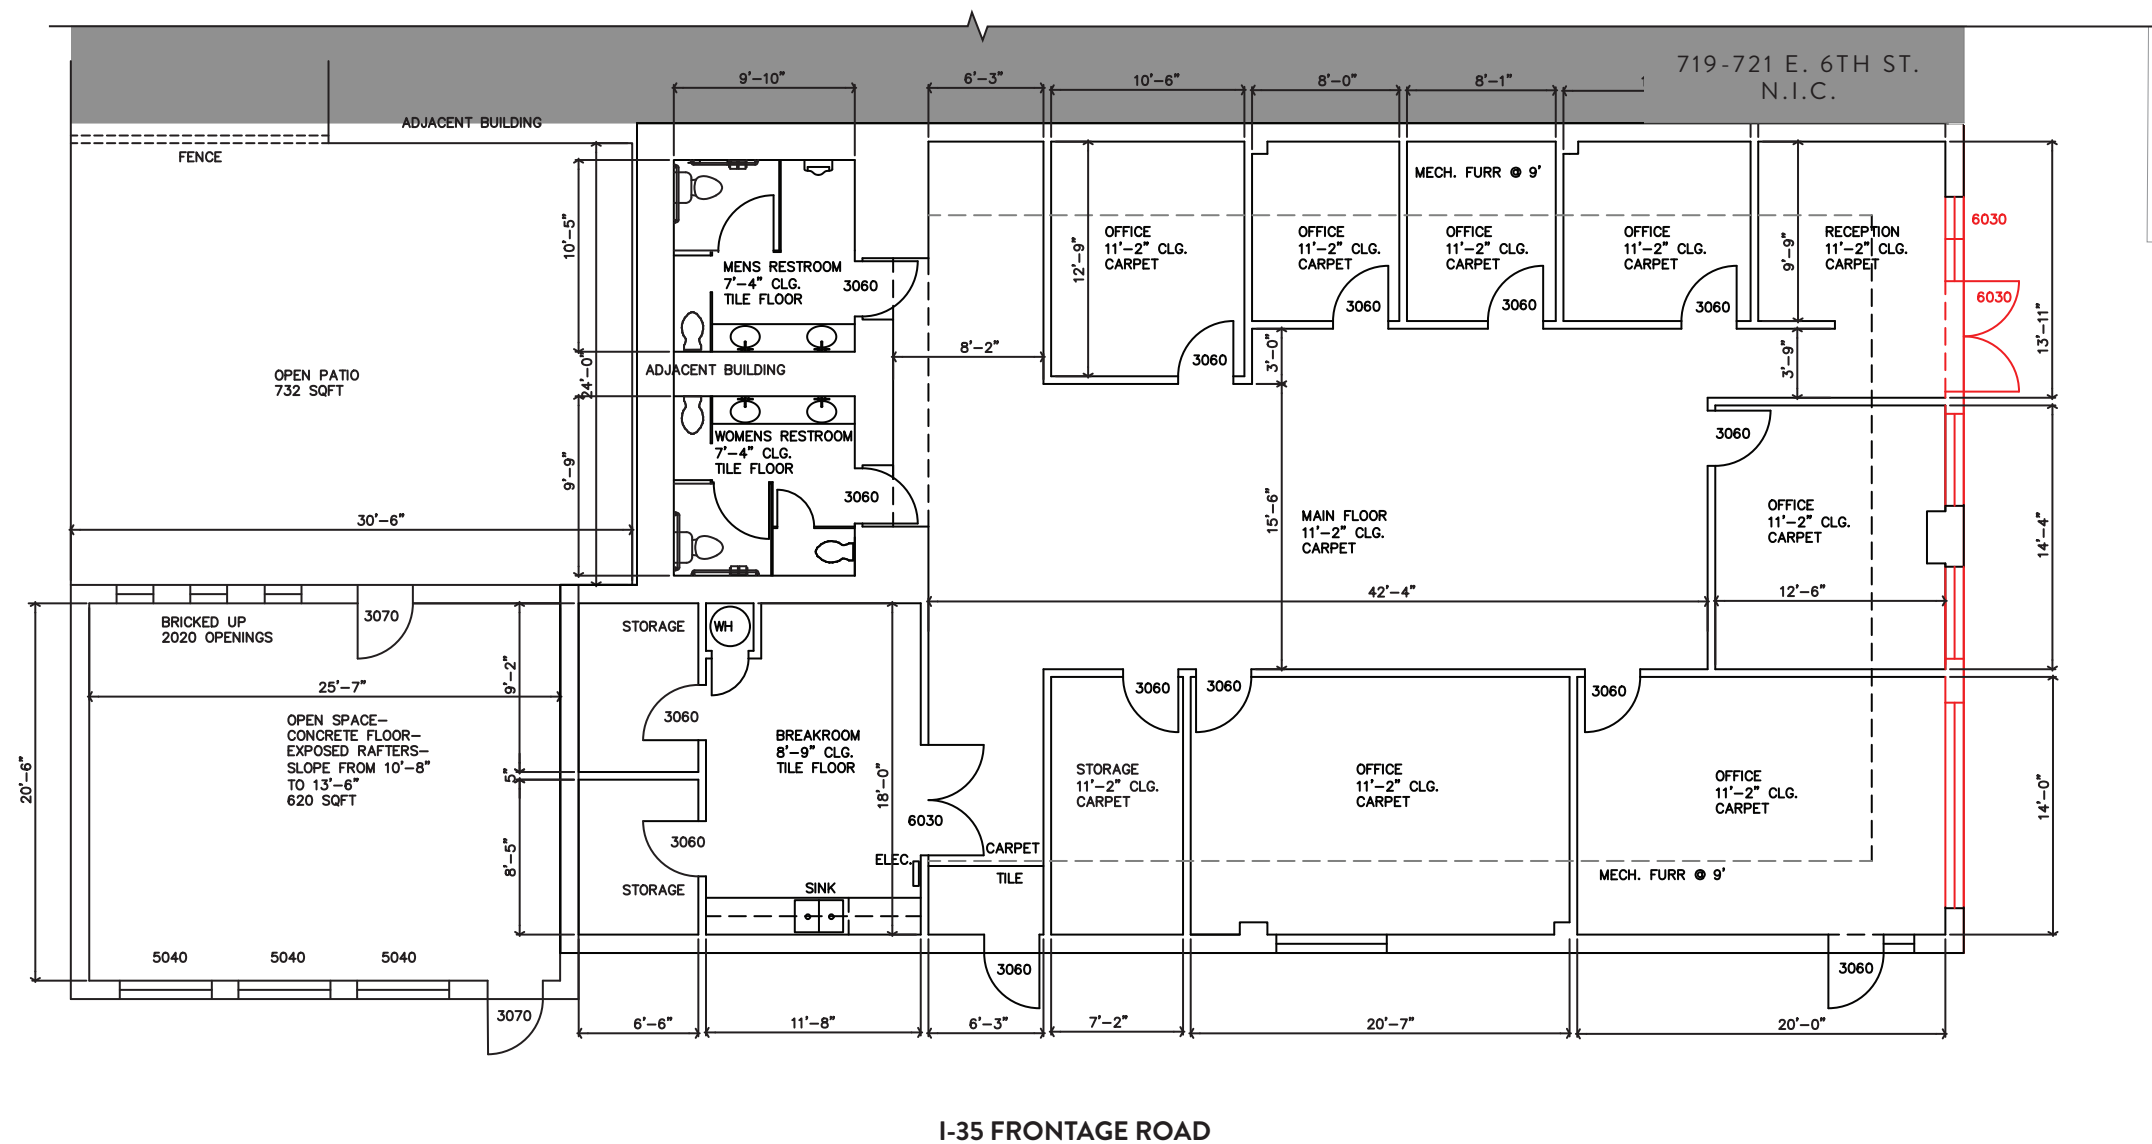 719-721 E. 6TH ST.
N.I.C.
9'-10"
6'-3"
10'-6"
8'-0"
8'-1"
ADJACENT BUILDING
FENCE
MECH. FURR @ 9'
6030
OFFICE
11'-2" CLG.
CARPET
OFFICE
11'-2" CLG.
CARPET
OFFICE
11'-2" CLG.
CARPET
OFFICE
11'-2" CLG.
CARPET
RECEPTION
11'-2" CLG.
CARPET
10'-5"
12'-9"
9'-9"
MENS RESTROOM
7'-4" CLG.
TILE FLOOR
3060
3060
3060
3060
6030
13'-11"
8'-2"
3060
3'-0"
3'-9"
OPEN PATIO
732 SQFT
24'-0"
ADJACENT BUILDING
WOMENS RESTROOM
7'-4" CLG.
TILE FLOOR
3060
9'-9"
3060
30'-6"
15'-6"
MAIN FLOOR
11'-2" CLG.
CARPET
OFFICE
11'-2" CLG.
CARPET
14'-4"
42'-4"
12'-6"
BRICKED UP
2020 OPENINGS
3070
STORAGE
WH
9'-2"
25'-7"
3060
3060
3060
3060
OPEN SPACE-
CONCRETE FLOOR-
EXPOSED RAFTERS-
SLOPE FROM 10'-8"
TO 13'-6"
620 SQFT
20'-6"
5"
BREAKROOM
8'-9" CLG.
TILE FLOOR
18'-0"
STORAGE
11'-2" CLG.
CARPET
OFFICE
11'-2" CLG.
CARPET
OFFICE
11'-2" CLG.
CARPET
14'-0"
6030
3060
8'-5"
ELEC.
CARPET
TILE
STORAGE
SINK
MECH. FURR @ 9'
5040
5040
5040
3060
3060
3070
6'-6"
11'-8"
6'-3"
7'-2"
20'-7"
20'-0"
I-35 FRONTAGE ROAD